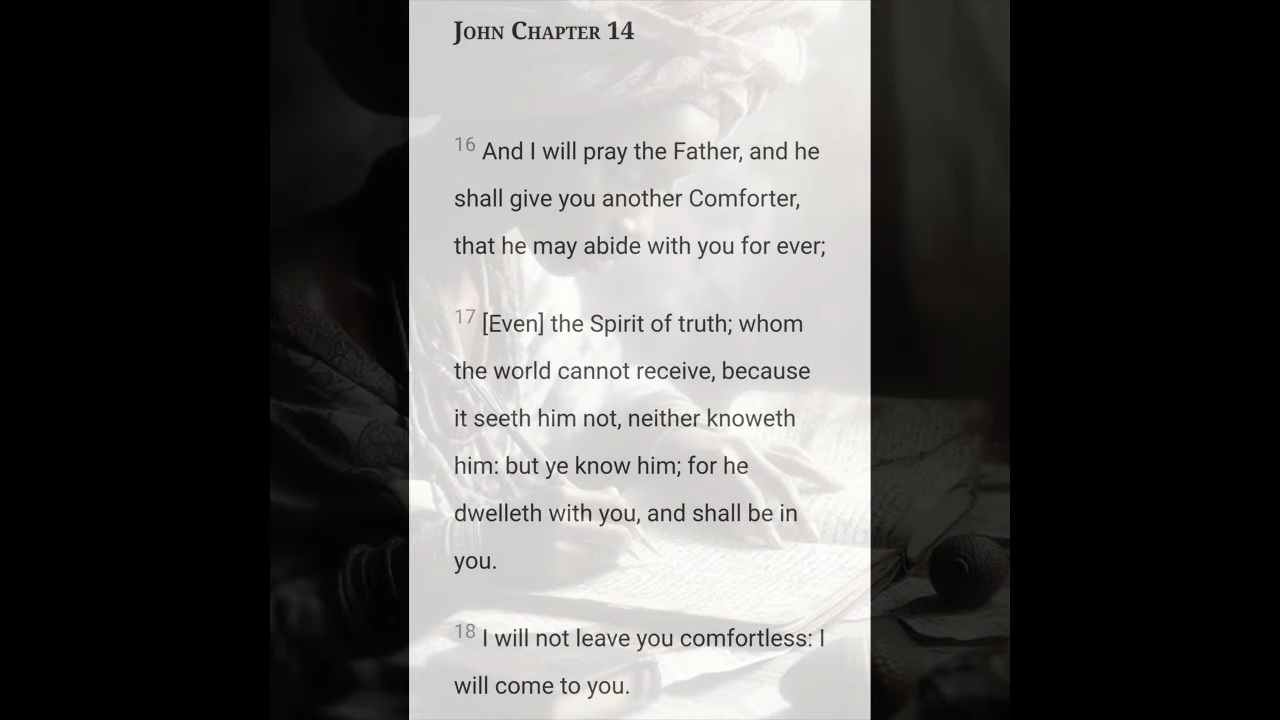 John Chapter 14
16 And I will pray the Father, and he
shall give you another Comforter,
that he may abide with you for ever;
17 [Even] the Spirit of truth; whom
the world cannot receive, because
it seeth him not, neither knoweth
him: but ye know him; for he
dwelleth with you, and shall be in
you.
18 I will not leave you comfortless: I
will come to you.